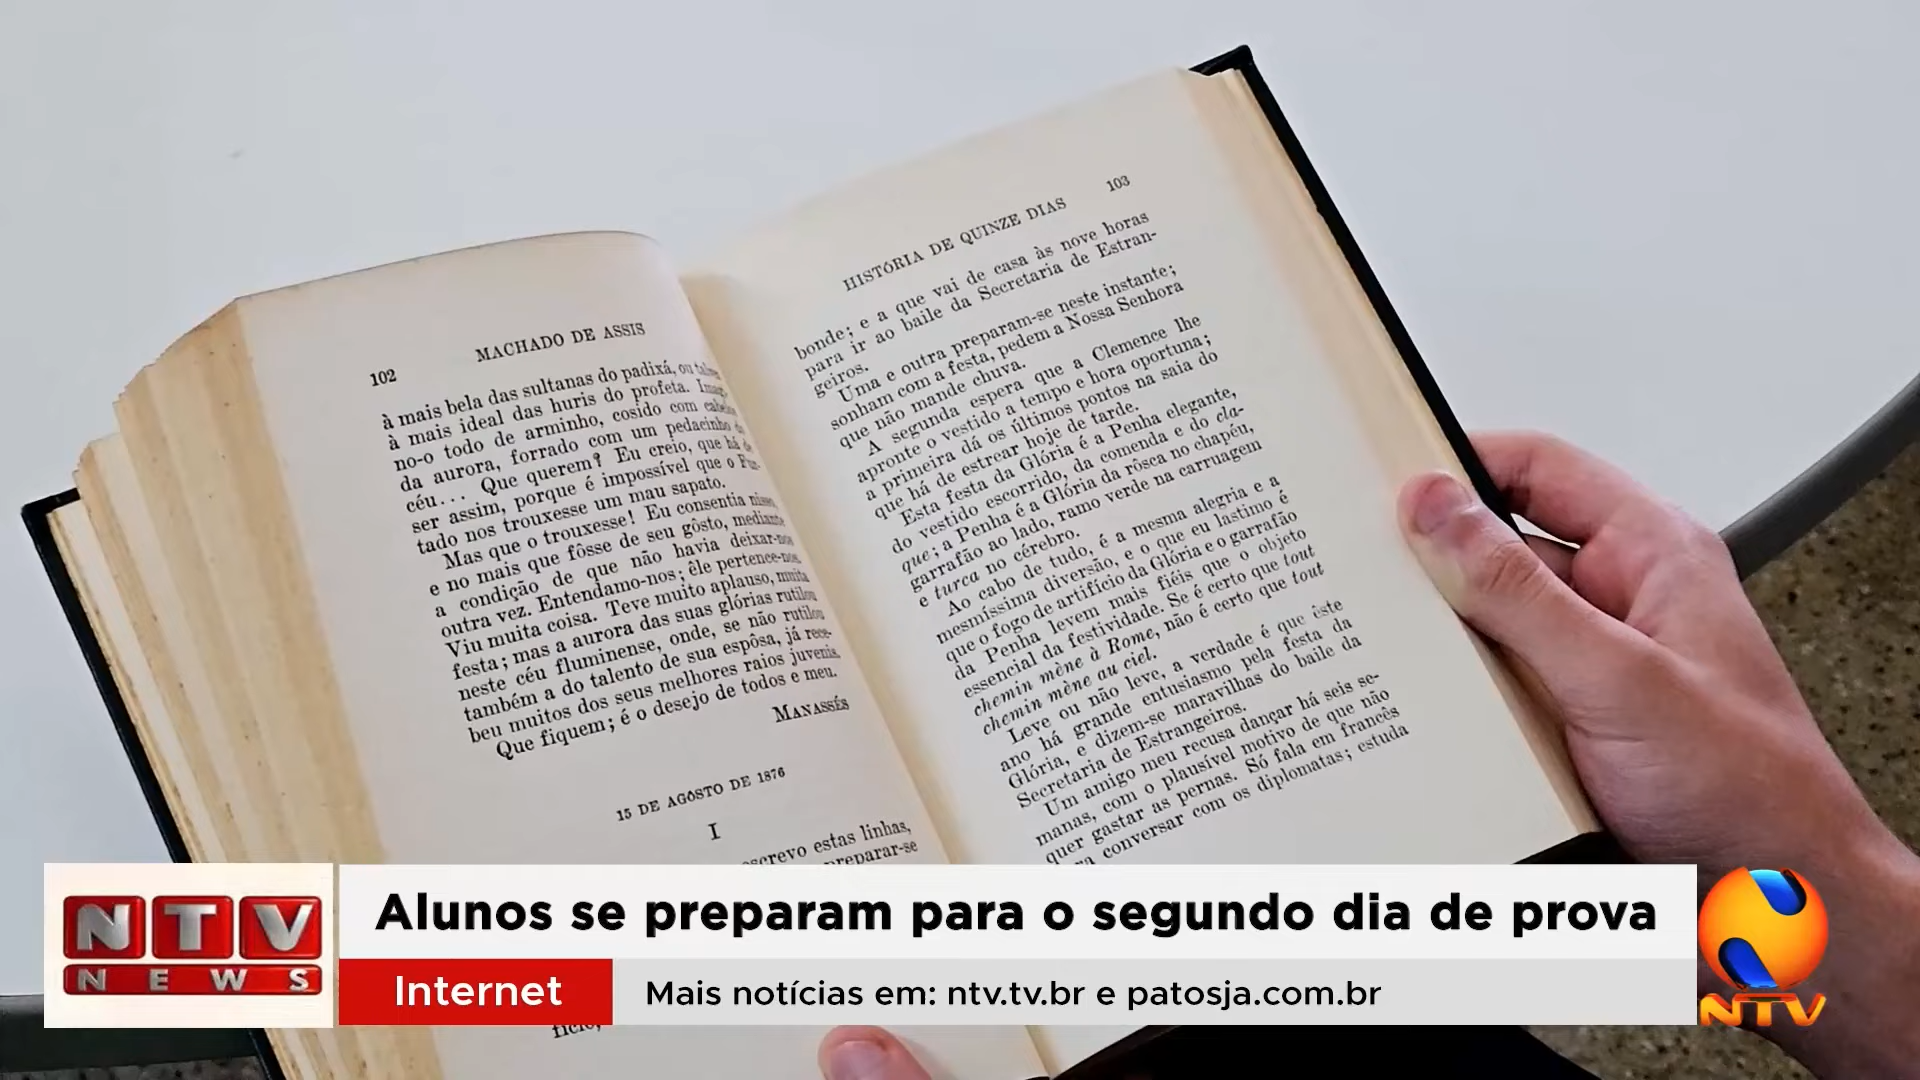 102 MACHADO DE ASSIS
à mais bela das sultanas do padixá, ou
à mais ideal das huris do profeta.
no-o todo de arminho, cosido com
da aurora, forrado com um pedacinho
céu... Que querem? Eu creio, que há
ser assim, porque é impossível que o
tado nos trouxesse um mau sapato.
Mas que o trouxesse! Eu consentia
e no mais que fôsse de seu gôsto, mediante
a condição de que não havia deixar-nos
outra vez. Entendamo-nos; êle pertence-nos.
Viu muita coisa. Teve muito aplauso, muita
festa; mas a aurora das suas glórias rutilou
neste céu fluminense, onde, se não rutilou
também a do talento de sua espôsa, já rece-
beu muitos dos seus melhores raios juvenis.
Que fiquem; é o desejo de todos e meu.
MANASSÉS
15 DE AGÔSTO DE 1876
I
escrevo estas linhas,
preparar-se
HISTÓRIA DE QUINZE DIAS 103
bonde; e a que vai de casa às nove horas
para ir ao baile da Secretaria de Estran-
geiros.
Uma e outra preparam-se neste instante;
sonham com a festa, pedem a Nossa Senhora
que não mande chuva.
A segunda espera que a Clemence lhe
apronte o vestido a tempo e hora oportuna;
a primeira dá os últimos pontos na saia do
que há de estrear hoje de tarde.
Esta festa da Glória é a Penha elegante,
do vestido escorrido, da comenda e do cla-
que; a Penha é a Glória da rôsca no chapéu,
garrafão ao lado, ramo verde na carruagem
e turca no cérebro.
Ao cabo de tudo, é a mesma alegria e a
mesmíssima diversão, e o que eu lastimo é
que o fogo de artifício da Glória e o garrafão
da Penha levem mais fiéis que o objeto
essencial da festividade. Se é certo que tout
chemin mène à Rome, não é certo que tout
chemin mène au ciel.
Leve ou não leve, a verdade é que êste
ano há grande entusiasmo pela festa da
Glória, e dizem-se maravilhas do baile da
Secretaria de Estrangeiros.
Um amigo meu recusa dançar há seis se-
manas, com o plausível motivo de que não
quer gastar as pernas. Só fala em francês
conversar com os diplomatas; estuda
NTV
NEWS
Alunos se preparam para o segundo dia de prova
Internet
Mais notícias em: ntv.tv.br e patosja.com.br
NTV